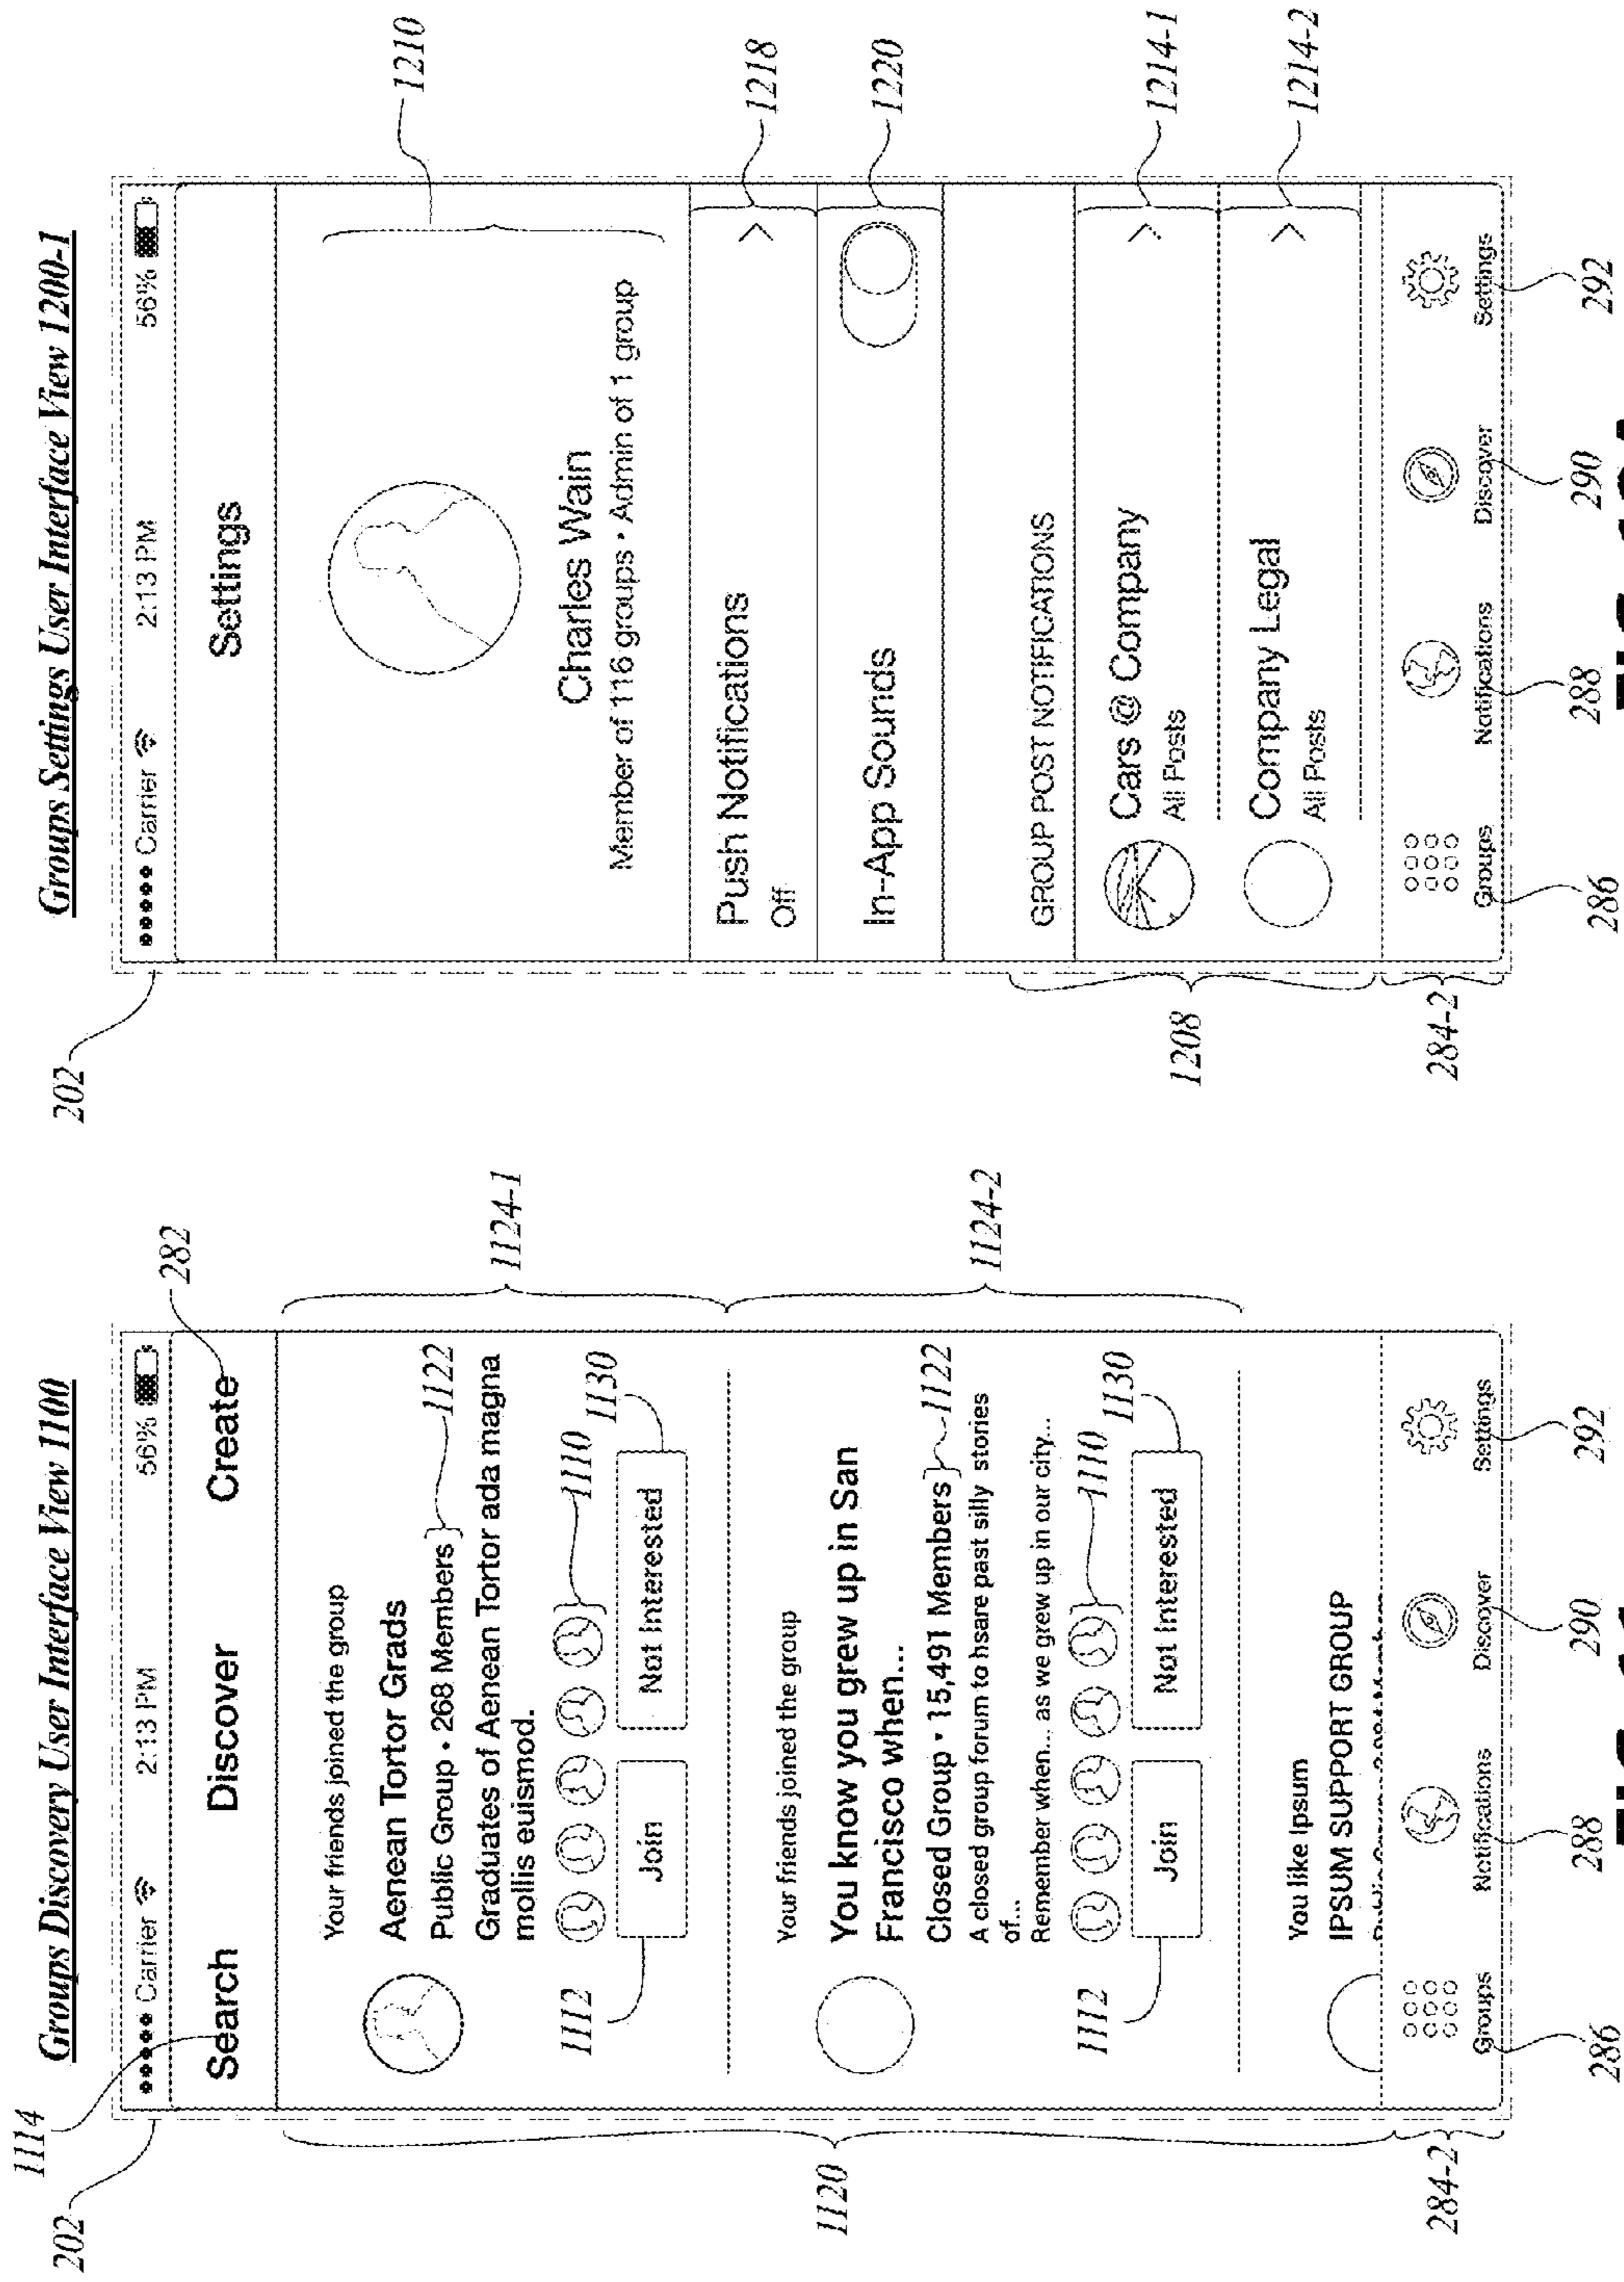 Groups Discovery User Interface View 1100
1114
202
282
Carrier 2:13 PM 56%
Search Discover Create
Your friends joined the group
Aenean Tortor Grads
Public Group • 268 Members 1122
Graduates of Aenean Tortor ada magna
mollis euismod.
1110
1112 Join Not Interested 1130
1124-1
Your friends joined the group
You know you grew up in San
Francisco when...
Closed Group • 15,491 Members 1122
A closed group forum to hsare past silly stories
of...
Remember when... as we grew up in our city...
1110
1112 Join Not Interested 1130
1124-2
1120
You like Ipsum
IPSUM SUPPORT GROUP
284-2
Groups Notifications Discover Settings
286 288 290 292
Groups Settings User Interface View 1200-1
202
Carrier 2:13 PM 56%
Settings
1210
Charles Wain
Member of 116 groups • Admin of 1 group
Push Notifications
Off
1218
In-App Sounds
1220
GROUP POST NOTIFICATIONS
1208
Cars @ Company
All Posts
1214-1
Company Legal
All Posts
1214-2
284-2
Groups Notifications Discover Settings
286 288 290 292